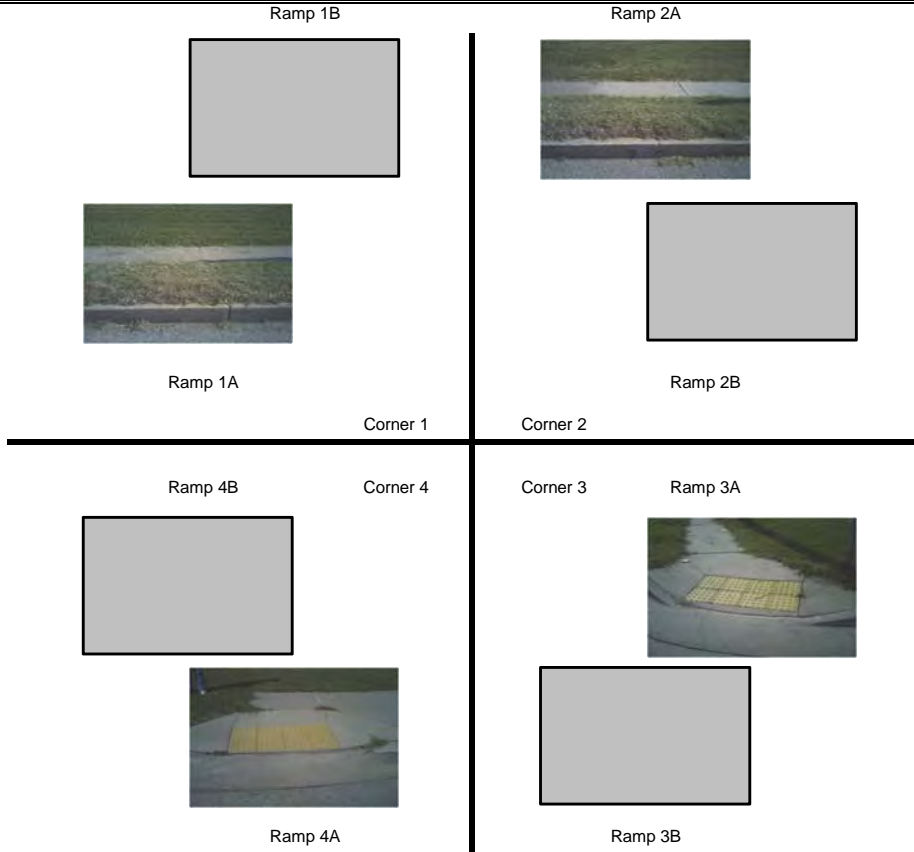 Ramp 1B
Ramp 2A
Ramp 1A
Ramp 2B
Corner 1
Corner 2
Ramp 4B
Corner 4
Corner 3
Ramp 3A
Ramp 4A
Ramp 3B